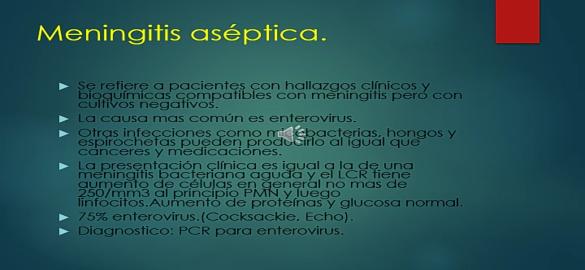 Meningitis aséptica.
Se refiere a pacientes con hallazgos clínicos y
bioquímicas compatibles con meningitis pero con
cultivos negativos.
La causa mas común es enterovirus.
Otras infecciones como hongos y
espiroquetas pueden producirlo al igual que
canceres y medicaciones.
La presentación clínica es igual a la de una
meningitis bacteriana aguda y el LCR tiene
aumento de células en general no mas de
250/mm3 al principio PMN y luego
linfocitos.Aumento de proteínas y glucosa normal.
75% enterovirus.(Cocksackie, Echo).
Diagnostico: PCR para enterovirus.